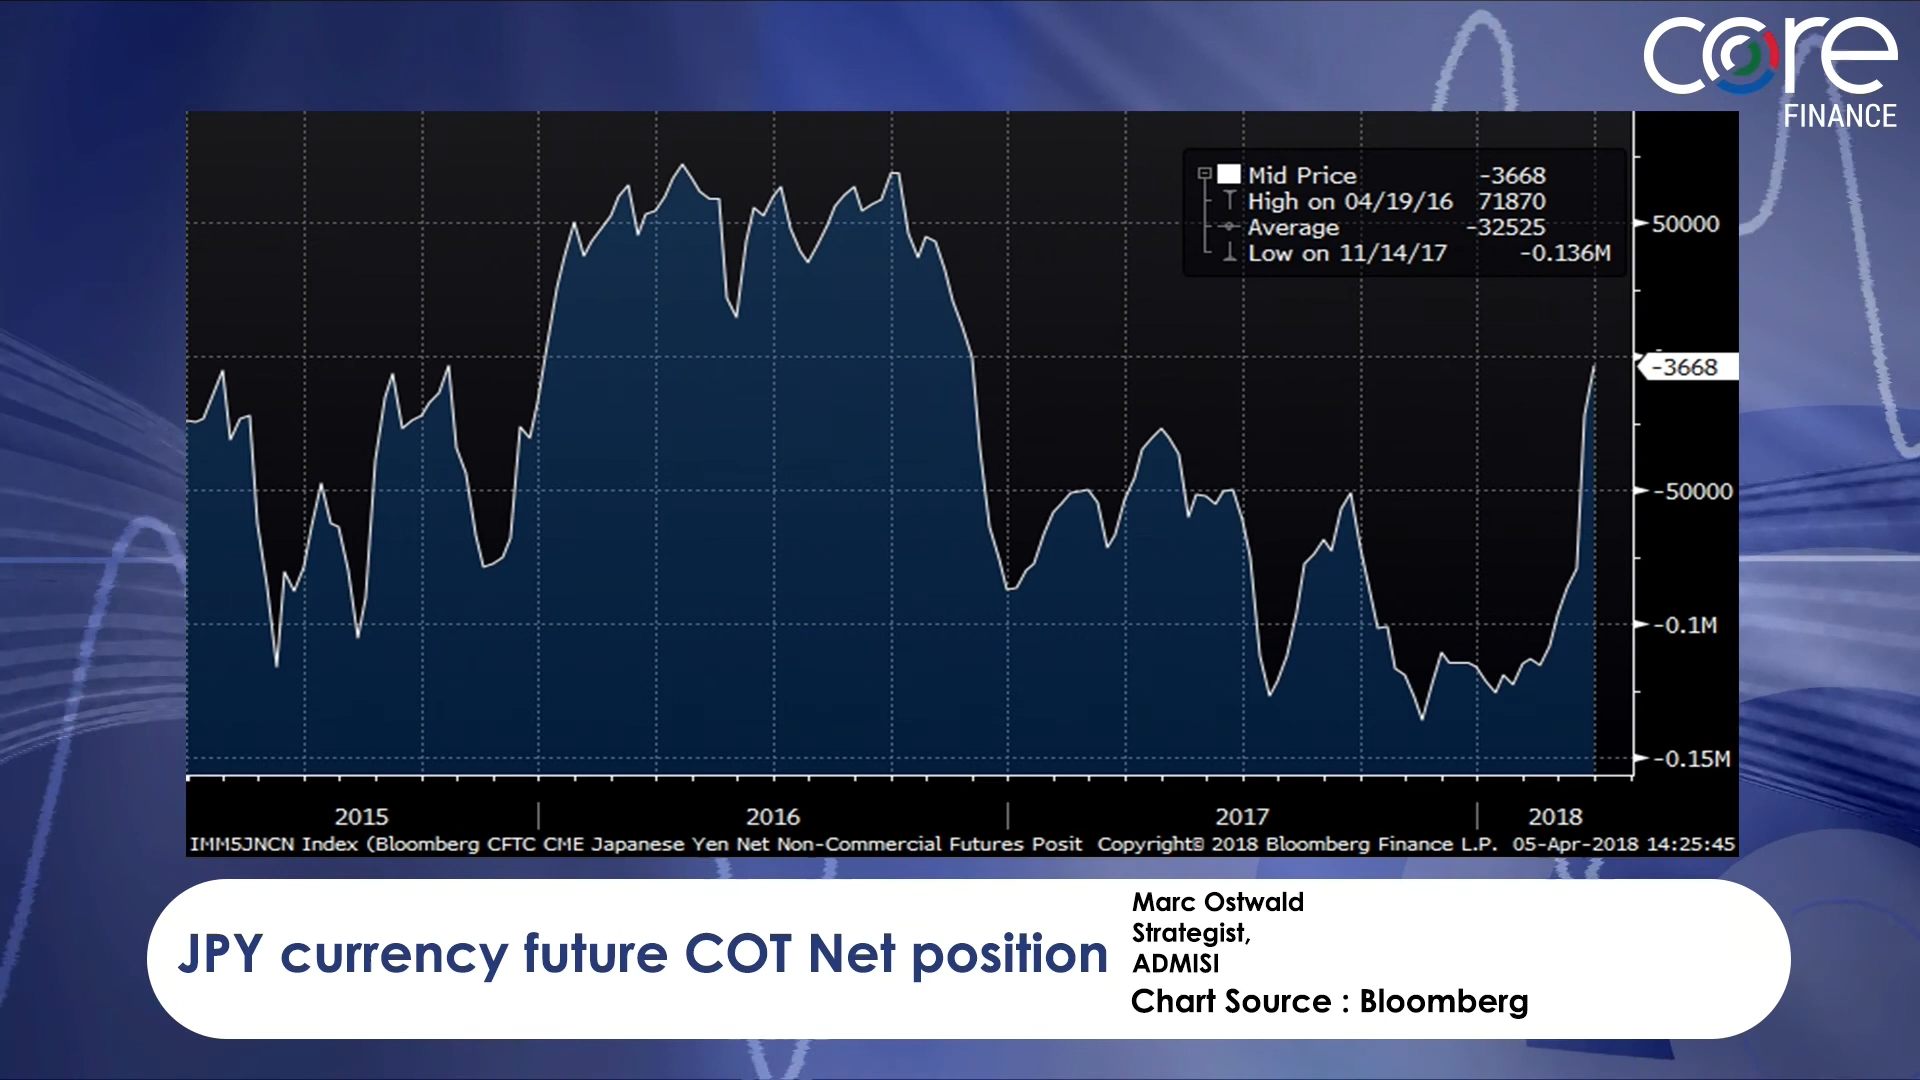 core
FINANCE
Mid Price -3668
High on 04/19/16 71870
Average -32525
Low on 11/14/17 -0.136M
50000
-3668
-50000
-0.1M
-0.15M
2015 2016 2017 2018
IMM5JNCN Index (Bloomberg CFTC CME Japanese Yen Net Non-Commercial Futures Posit Copyright© 2018 Bloomberg Finance L.P. 05-Apr-2018 14:25:45
JPY currency future COT Net position
Marc Ostwald
Strategist,
ADMISI
Chart Source : Bloomberg